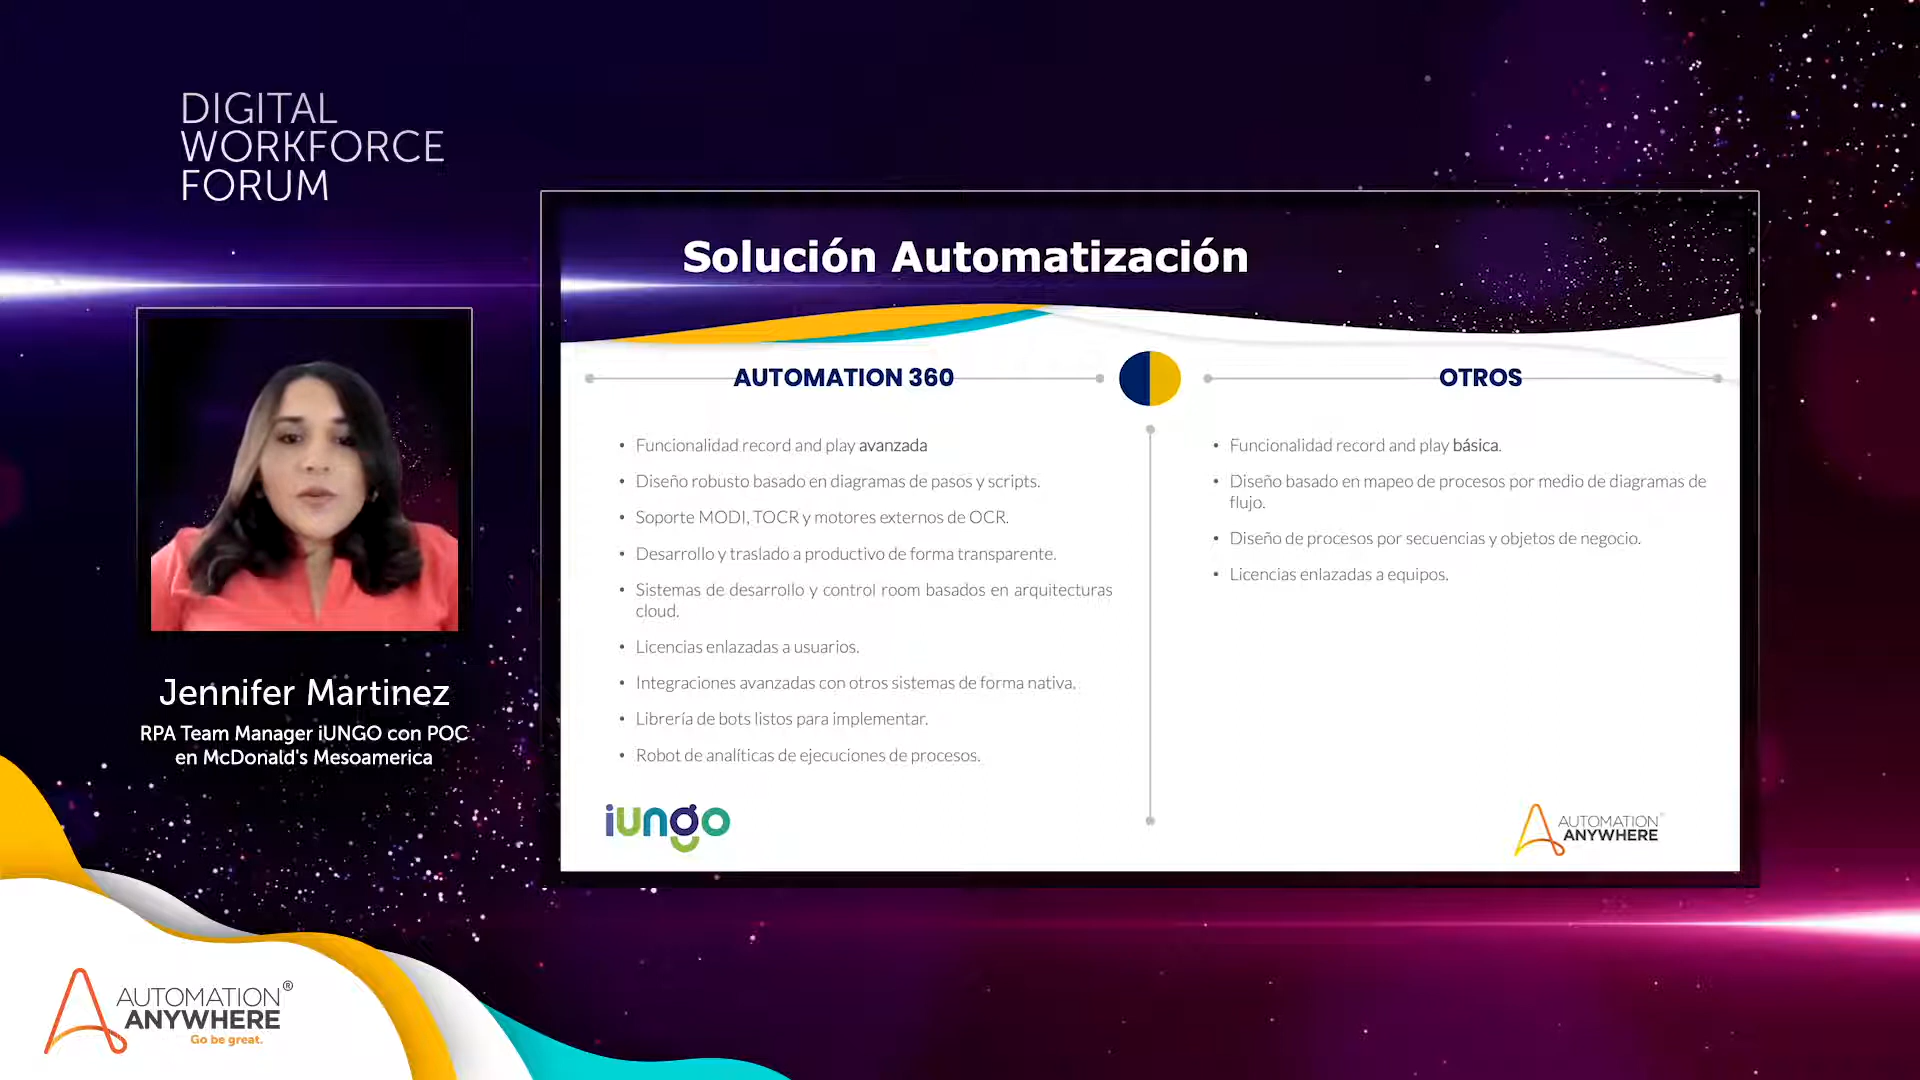 DIGITAL
WORKFORCE
FORUM
Solución Automatización
AUTOMATION 360
• Funcionalidad record and play avanzada
• Diseño robusto basado en diagramas de pasos y scripts.
• Soporte MODI, TOCR y motores externos de OCR.
• Desarrollo y traslado a productivo de forma transparente.
• Sistemas de desarrollo y control room basados en arquitecturas
cloud.
• Licencias enlazadas a usuarios.
• Integraciones avanzadas con otros sistemas de forma nativa.
• Librería de bots listos para implementar.
• Robot de analíticas de ejecuciones de procesos.
OTROS
• Funcionalidad record and play básica.
• Diseño basado en mapeo de procesos por medio de diagramas de
flujo.
• Diseño de procesos por secuencias y objetos de negocio.
• Licencias enlazadas a equipos.
iungo
AUTOMATION
ANYWHERE
Jennifer Martinez
RPA Team Manager iUNGO con POC
en McDonald's Mesoamerica
AUTOMATION®
ANYWHERE
Go be great.